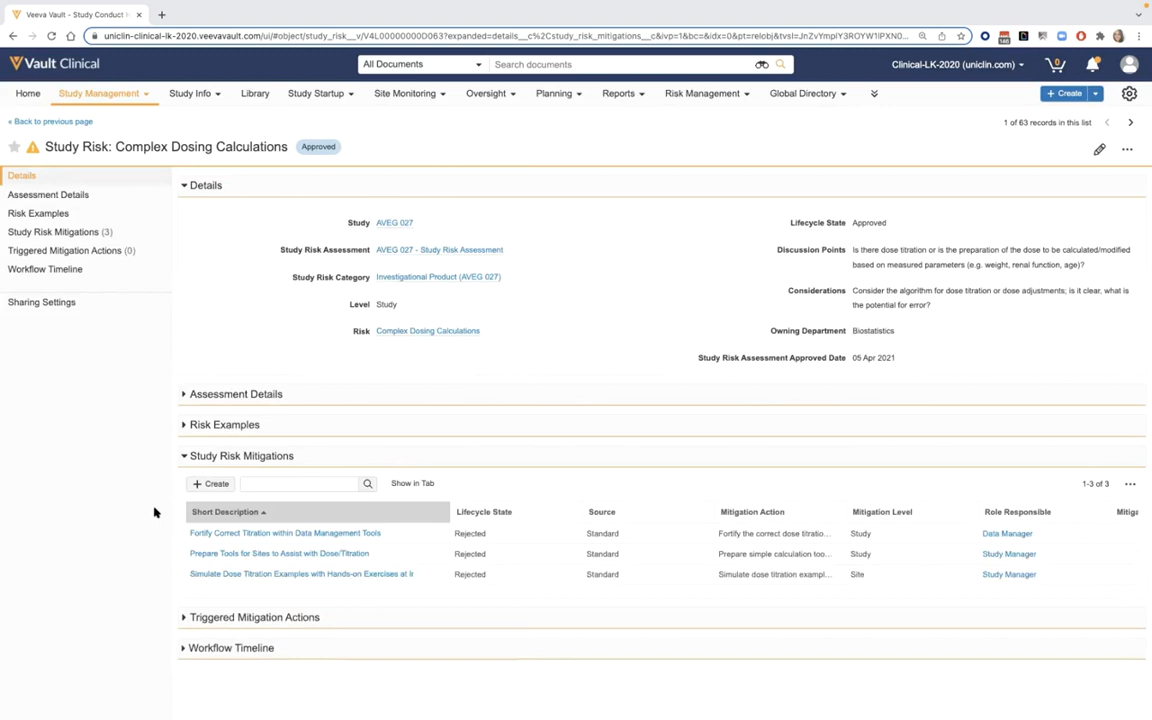 Veeva Vault - Study Conduct
uniclin-clinical-lk-2020.veevavault.com/ui/#object/study_risk__v/V4L00000000D063?expanded=details__c%2Cstudy_risk_mitigations__c&ivp=1&bc=&idx=0&pt=relobj&tvsl=JnZvYmplY3ROYW1lPXN0...
Vault Clinical
All Documents
Search documents
Clinical-LK-2020 (uniclin.com)
0
Home
Study Management
Study Info
Library
Study Startup
Site Monitoring
Oversight
Planning
Reports
Risk Management
Global Directory
+ Create
« Back to previous page
1 of 63 records in this list
Study Risk: Complex Dosing Calculations
Approved
Details
Assessment Details
Risk Examples
Study Risk Mitigations (3)
Triggered Mitigation Actions (0)
Workflow Timeline
Sharing Settings
Details
Study AVEG 027
Study Risk Assessment AVEG 027 - Study Risk Assessment
Study Risk Category Investigational Product (AVEG 027)
Level Study
Risk Complex Dosing Calculations
Lifecycle State Approved
Discussion Points Is there dose titration or is the preparation of the dose to be calculated/modified
based on measured parameters (e.g. weight, renal function, age)?
Considerations Consider the algorithm for dose titration or dose adjustments; is it clear, what is
the potential for error?
Owning Department Biostatistics
Study Risk Assessment Approved Date 05 Apr 2021
Assessment Details
Risk Examples
Study Risk Mitigations
+ Create
Show in Tab
1-3 of 3
Short Description Lifecycle State Source Mitigation Action Mitigation Level Role Responsible Mitiga
Fortify Correct Titration within Data Management Tools Rejected Standard Fortify the correct dose titratio... Study Data Manager
Prepare Tools for Sites to Assist with Dose/Titration Rejected Standard Prepare simple calculation too... Study Study Manager
Simulate Dose Titration Examples with Hands-on Exercises at Ir Rejected Standard Simulate dose titration exampl... Site Study Manager
Triggered Mitigation Actions
Workflow Timeline